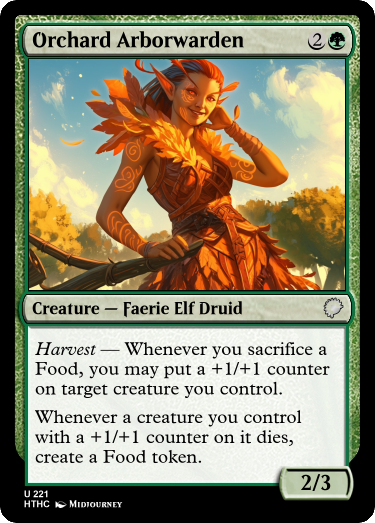 Orchard Arborwarden 2
Creature — Faerie Elf Druid
Harvest — Whenever you sacrifice a
Food, you may put a +1/+1 counter
on target creature you control.
Whenever a creature you control
with a +1/+1 counter on it dies,
create a Food token.
2/3
U 221
HTHC Midjourney